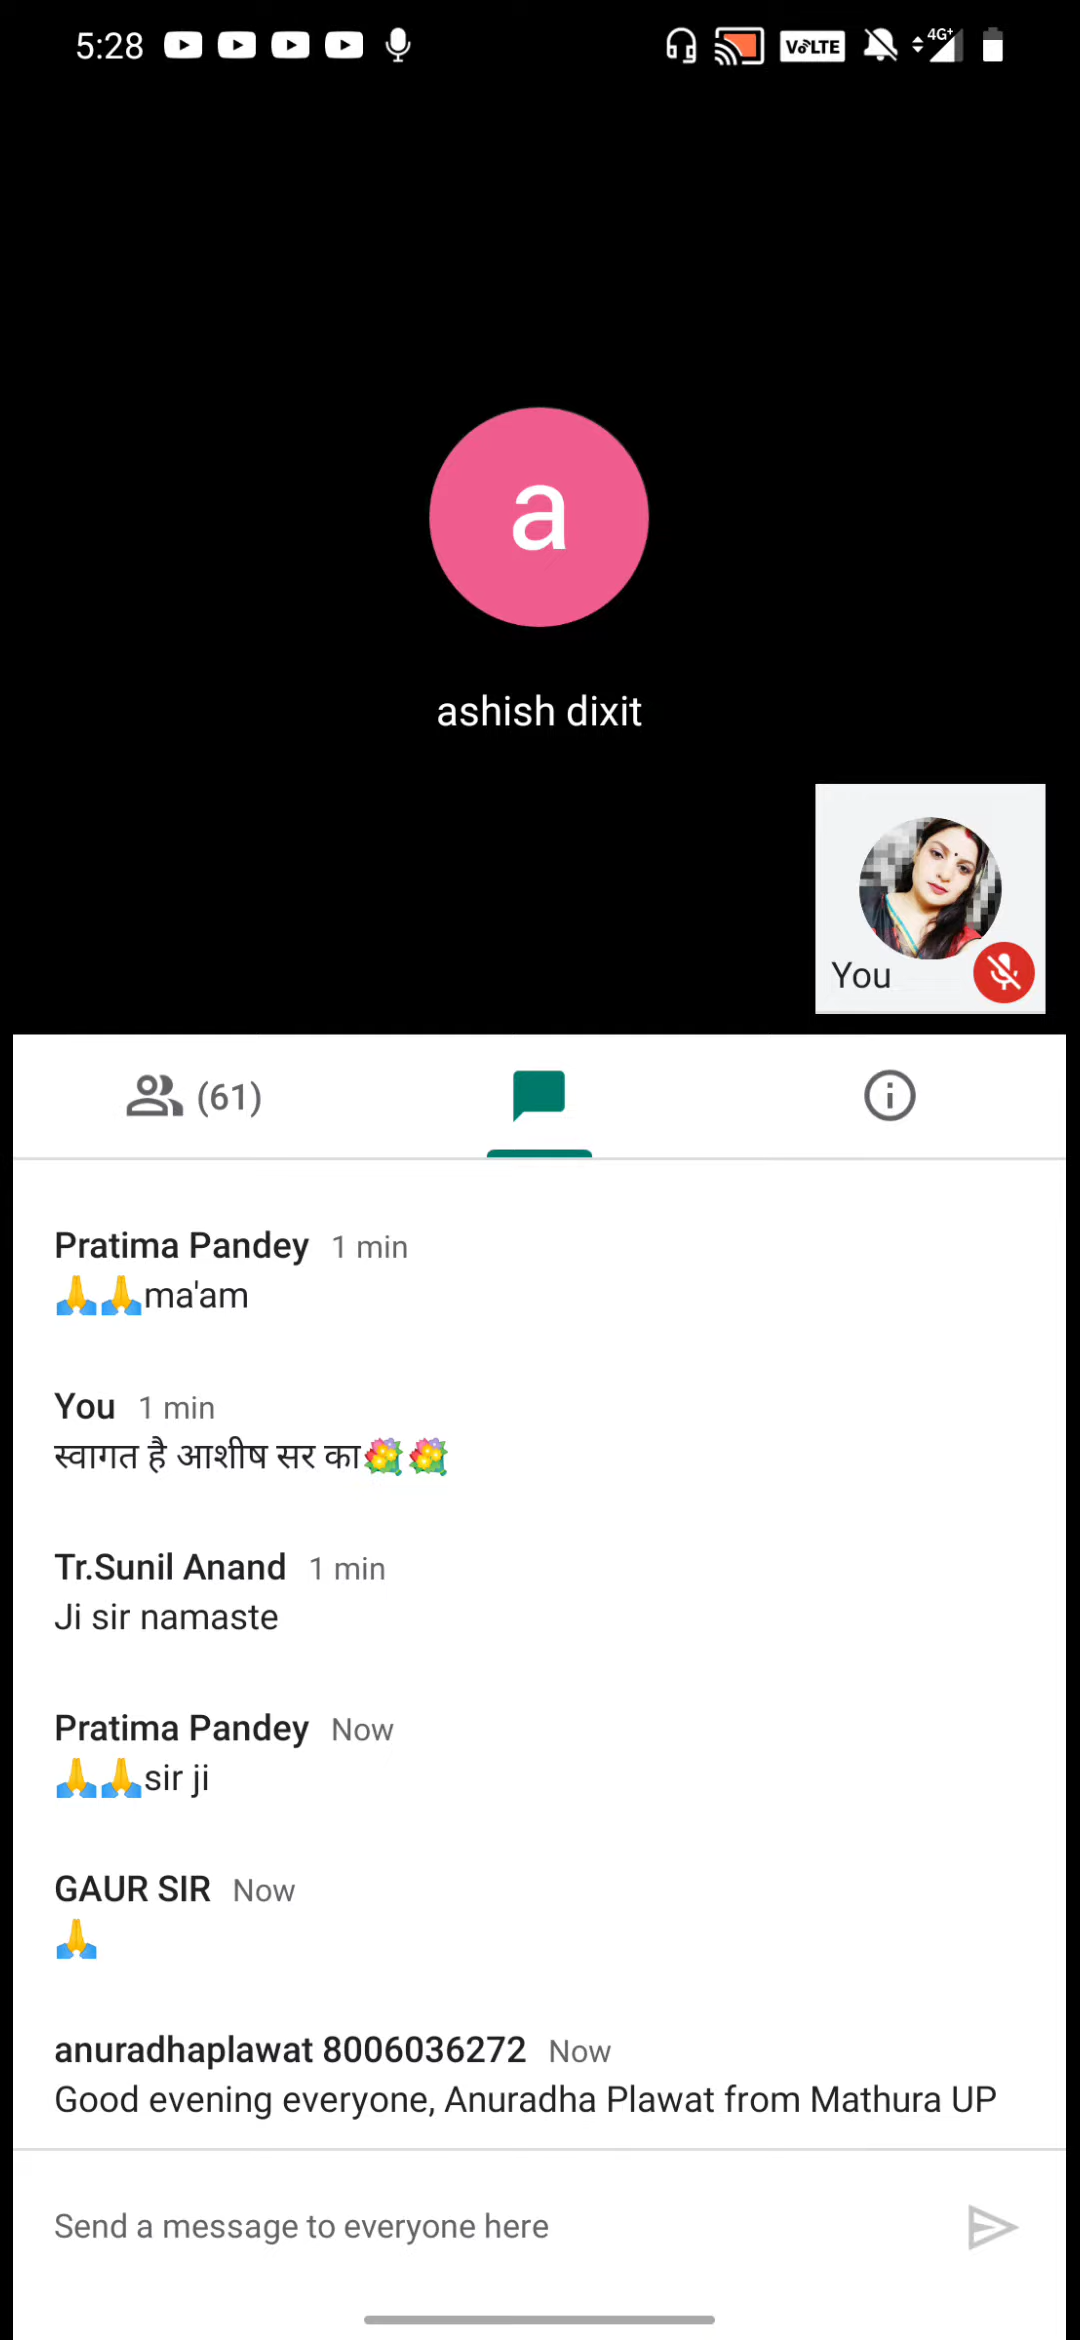 5:28
VoLTE
4G+
a
ashish dixit
You
(61)
Pratima Pandey 1 min
🙏🙏ma'am
You 1 min
स्वागत है आशीष सर का💐💐
Tr.Sunil Anand 1 min
Ji sir namaste
Pratima Pandey Now
🙏🙏sir ji
GAUR SIR Now
🙏
anuradhaplawat 8006036272 Now
Good evening everyone, Anuradha Plawat from Mathura UP
Send a message to everyone here